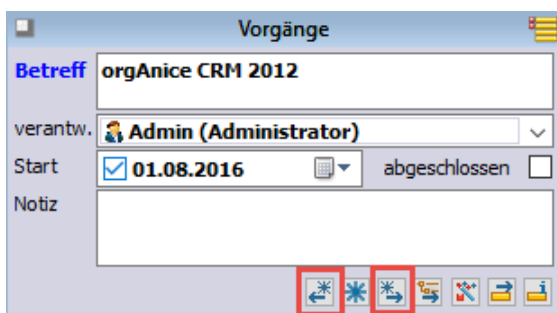 Vorgänge
Betreff orgAnice CRM 2012
verantw. Admin (Administrator)
Start 01.08.2016 abgeschlossen
Notiz